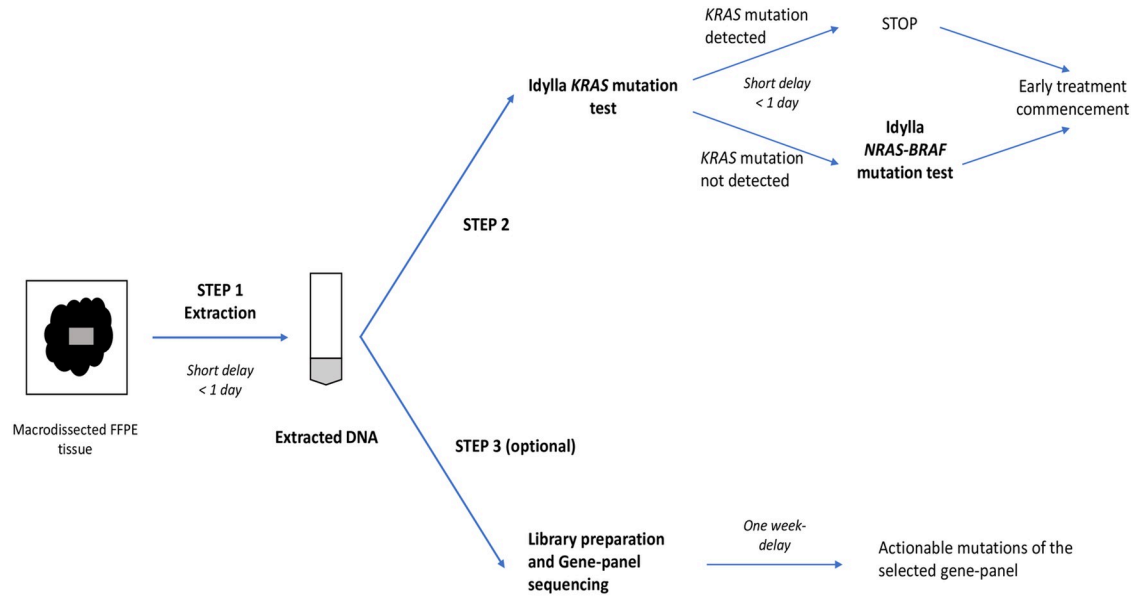 KRAS mutation
detected
STOP
Idylla KRAS mutation
test
Short delay
< 1 day
Early treatment
commencement
KRAS mutation
not detected
Idylla
NRAS-BRAF
mutation test
STEP 2
STEP 1
Extraction
Short delay
< 1 day
Macrodissected FFPE
tissue
Extracted DNA
STEP 3 (optional)
Library preparation
and Gene-panel
sequencing
One week-
delay
Actionable mutations of the
selected gene-panel